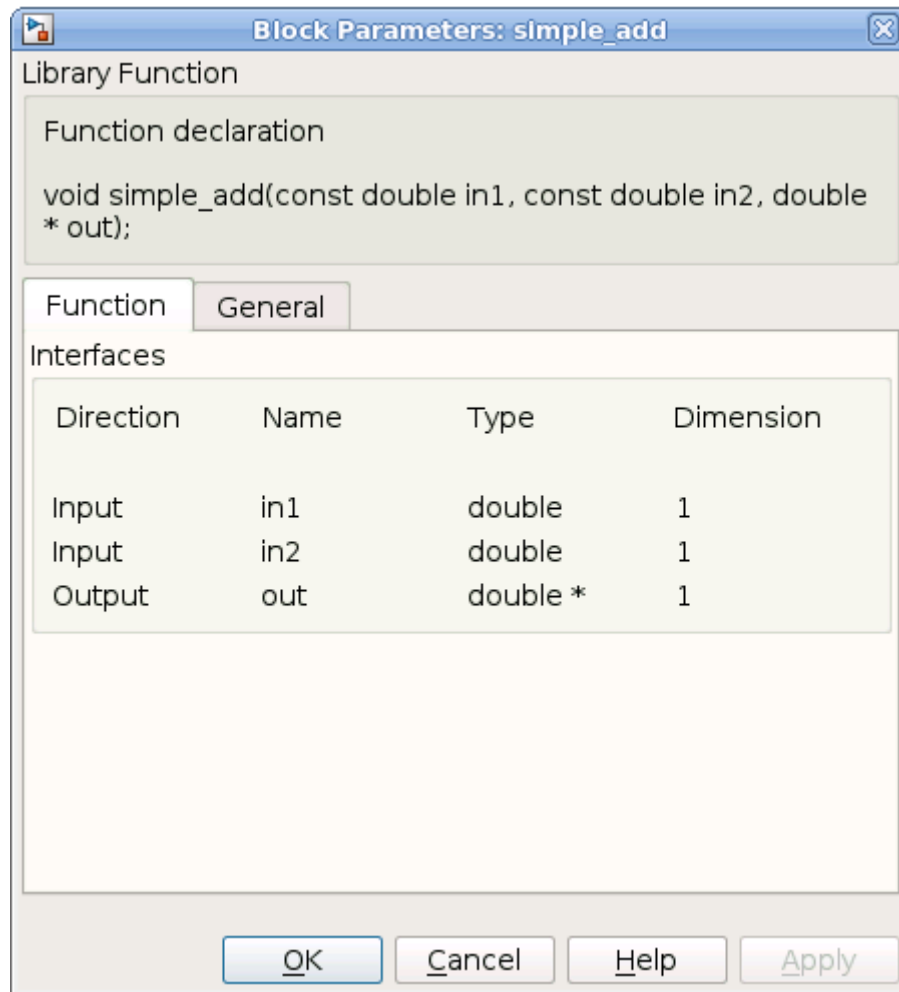 Block Parameters: simple_add
Library Function
Function declaration
void simple_add(const double in1, const double in2, double
* out);
Function General
Interfaces
Direction Name Type Dimension
Input in1 double 1
Input in2 double 1
Output out double * 1
OK Cancel Help Apply